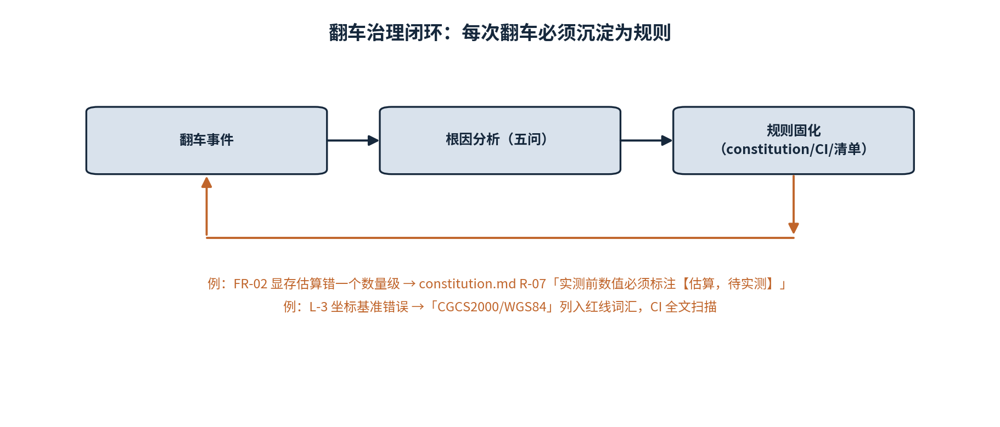 翻车治理闭环：每次翻车必须沉淀为规则
翻车事件
根因分析（五问）
规则固化
（constitution/CI/清单）
例：FR-02 显存估算错一个数量级 → constitution.md R-07「实测前数值必须标注【估算，待实测】」
例：L-3 坐标基准错误 →「CGCS2000/WGS84」列入红线词汇，CI 全文扫描